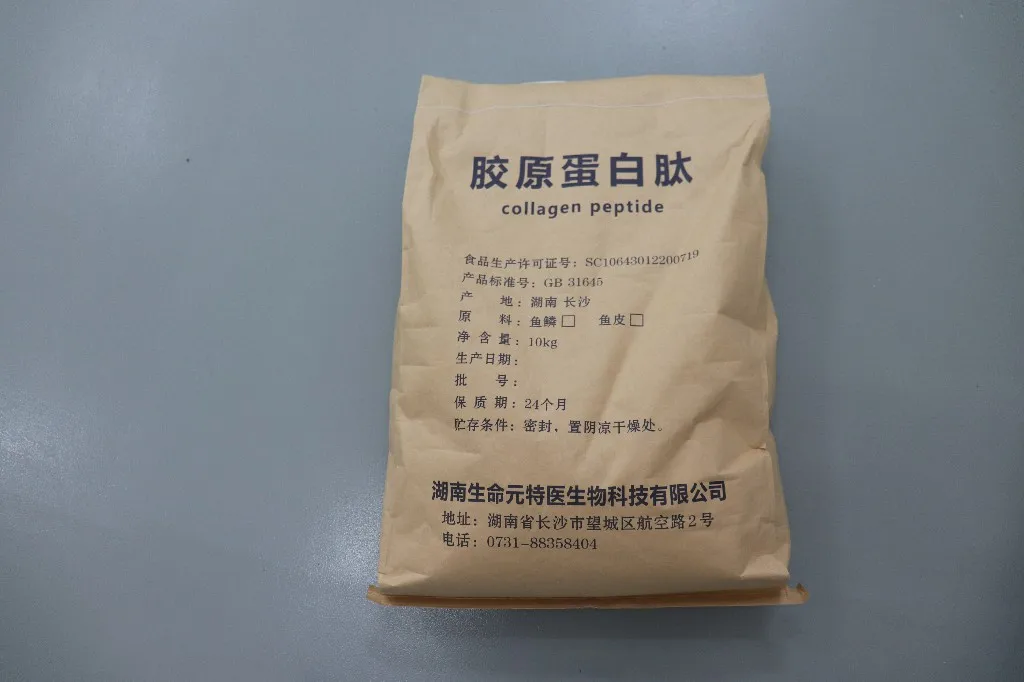 胶原蛋白肽
collagen peptide
食品生产许可证号：SC10643012200719
产品标准号：GB 31645
产 地：湖南 长沙
原 料：鱼鳞□ 鱼皮□
净含量：10kg
生产日期：
批 号：
保质期：24个月
贮存条件：密封，置阴凉干燥处。
湖南生命元特医生物科技有限公司
地址：湖南省长沙市望城区航空路2号
电话：0731-88358404